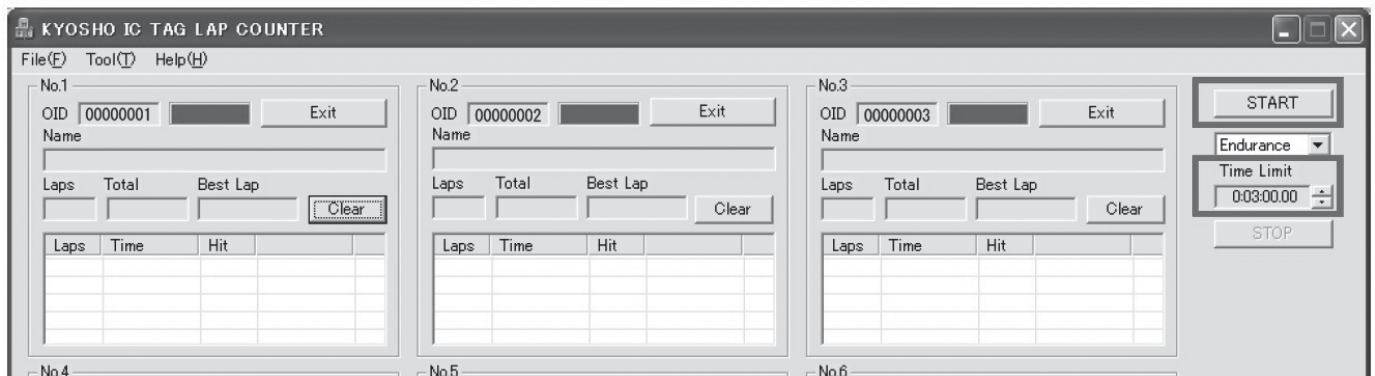 KYOSHO IC TAG LAP COUNTER
File(F) Tool(T) Help(H)
No.1
OID 00000001 Exit
Name
Laps Total Best Lap
Clear
Laps Time Hit
No.2
OID 00000002 Exit
Name
Laps Total Best Lap
Clear
Laps Time Hit
No.3
OID 00000003 Exit
Name
Laps Total Best Lap
Clear
Laps Time Hit
START
Endurance
Time Limit
0:03:00.00
STOP
No.4
No.5
No.6